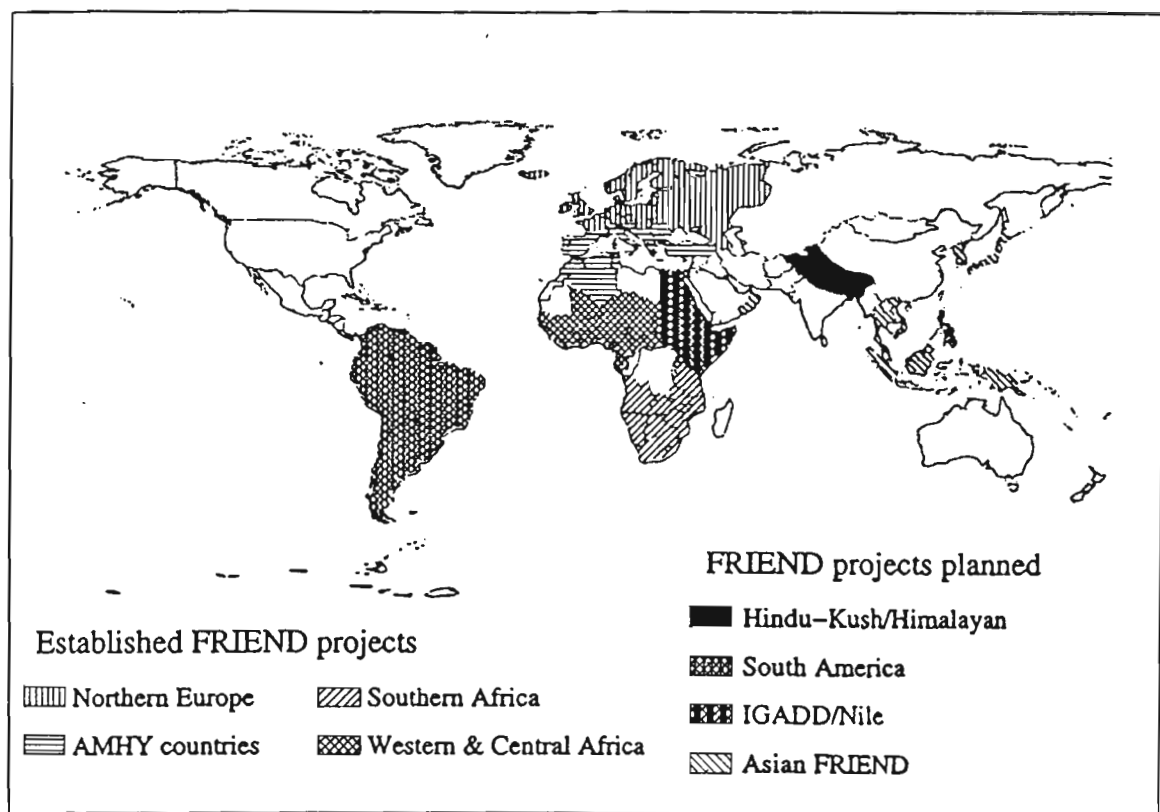 FRIEND projects planned
Hindu-Kush/Himalayan
South America
IGADD/Nile
Asian FRIEND
Established FRIEND projects
Northern Europe
Southern Africa
AMHY countries
Western & Central Africa